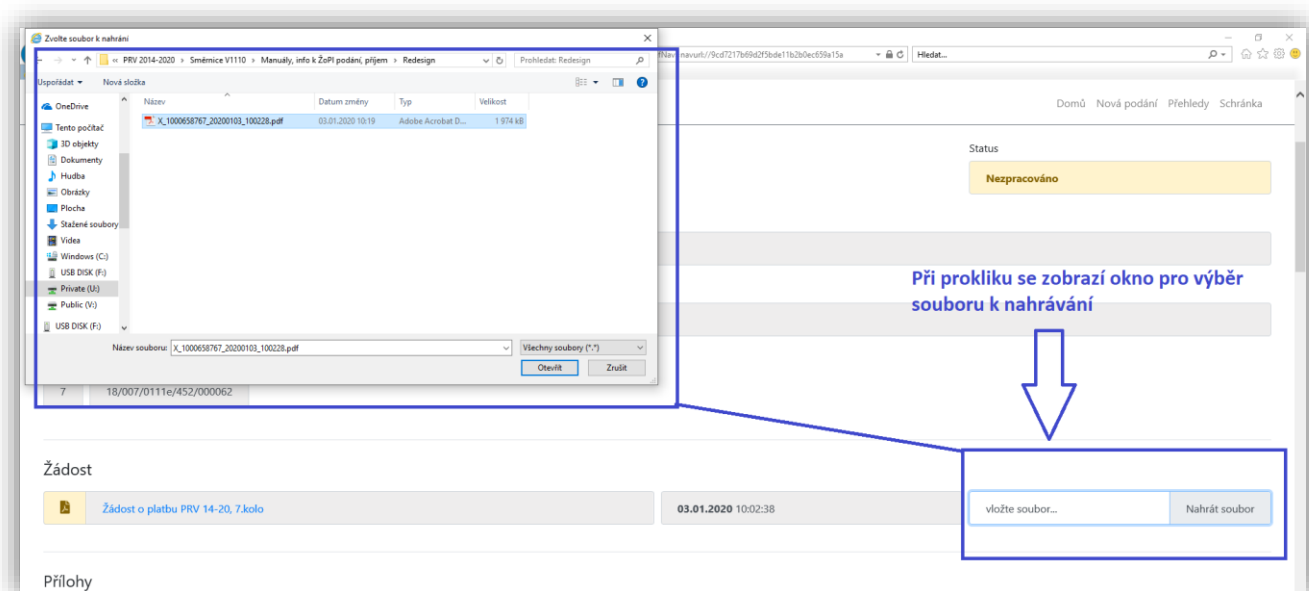 Zvolte soubor k nahrání
« PRV 2014-2020 > Směrnice V1110 > Manuály, info k ŽoPl podání, příjem > Redesign
Prohledat: Redesign
navurl://9cd7217b69d2f5bde11b2b0ec659a15a
Hledat...
Uspořádat
Nová složka
Domů Nová podání Přehledy Schránka
Název Datum změny Typ Velikost
X_1000658767_20200103_100228.pdf 03.01.2020 10:19 Adobe Acrobat D... 1 974 kB
OneDrive
Tento počítač
3D objekty
Dokumenty
Hudba
Obrázky
Plocha
Stažené soubory
Videa
Windows (C:)
USB DISK (F:)
Private (U:)
Public (V:)
USB DISK (F:)
Status
Nezpracováno
Název souboru: X_1000658767_20200103_100228.pdf
Všechny soubory (*.*)
Otevřít Zrušit
Při prokliku se zobrazí okno pro výběr
souboru k nahrávání
7 18/007/0111e/452/000062
Žádost
Žádost o platbu PRV 14-20, 7.kolo
03.01.2020 10:02:38
vložte soubor...
Nahrát soubor
Přílohy